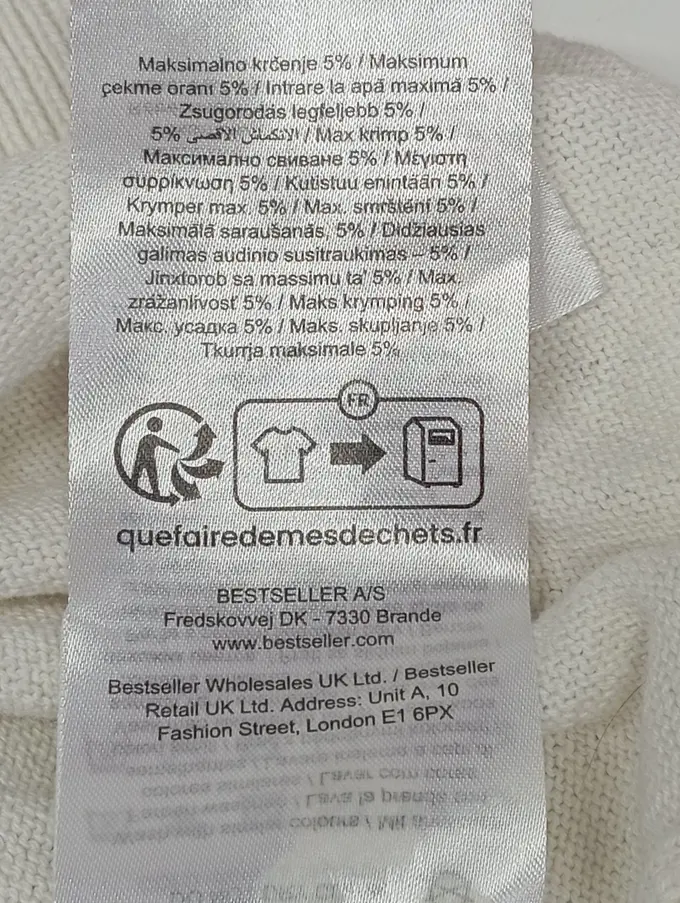 Maksimalno krčenje 5% / Maksimum
çekme oranı 5% / Intrare la apă maximă 5% /
Zsugorodás legfeljebb 5% /
5% الانكماش الأقصى / Max krimp 5% /
Максимално свиване 5% / Μέγιστη
συρρίκνωση 5% / Kutistuu enintään 5% /
Krymper max. 5% / Max. smrštění 5% /
Maksimālā saraušanās, 5% / Didžiausias
galimas audinio susitraukimas – 5% /
Jinxforob sa massimu ta' 5% / Max.
zrážanlivosť 5% / Maks krymping 5% /
Макс. усадка 5% / Maks. skupljanje 5% /
Tkurrja maksimale 5%
FR
quefairedemesdechets.fr
BESTSELLER A/S
Fredskovvej DK - 7330 Brande
www.bestseller.com
Bestseller Wholesales UK Ltd. / Bestseller
Retail UK Ltd. Address: Unit A, 10
Fashion Street, London E1 6PX